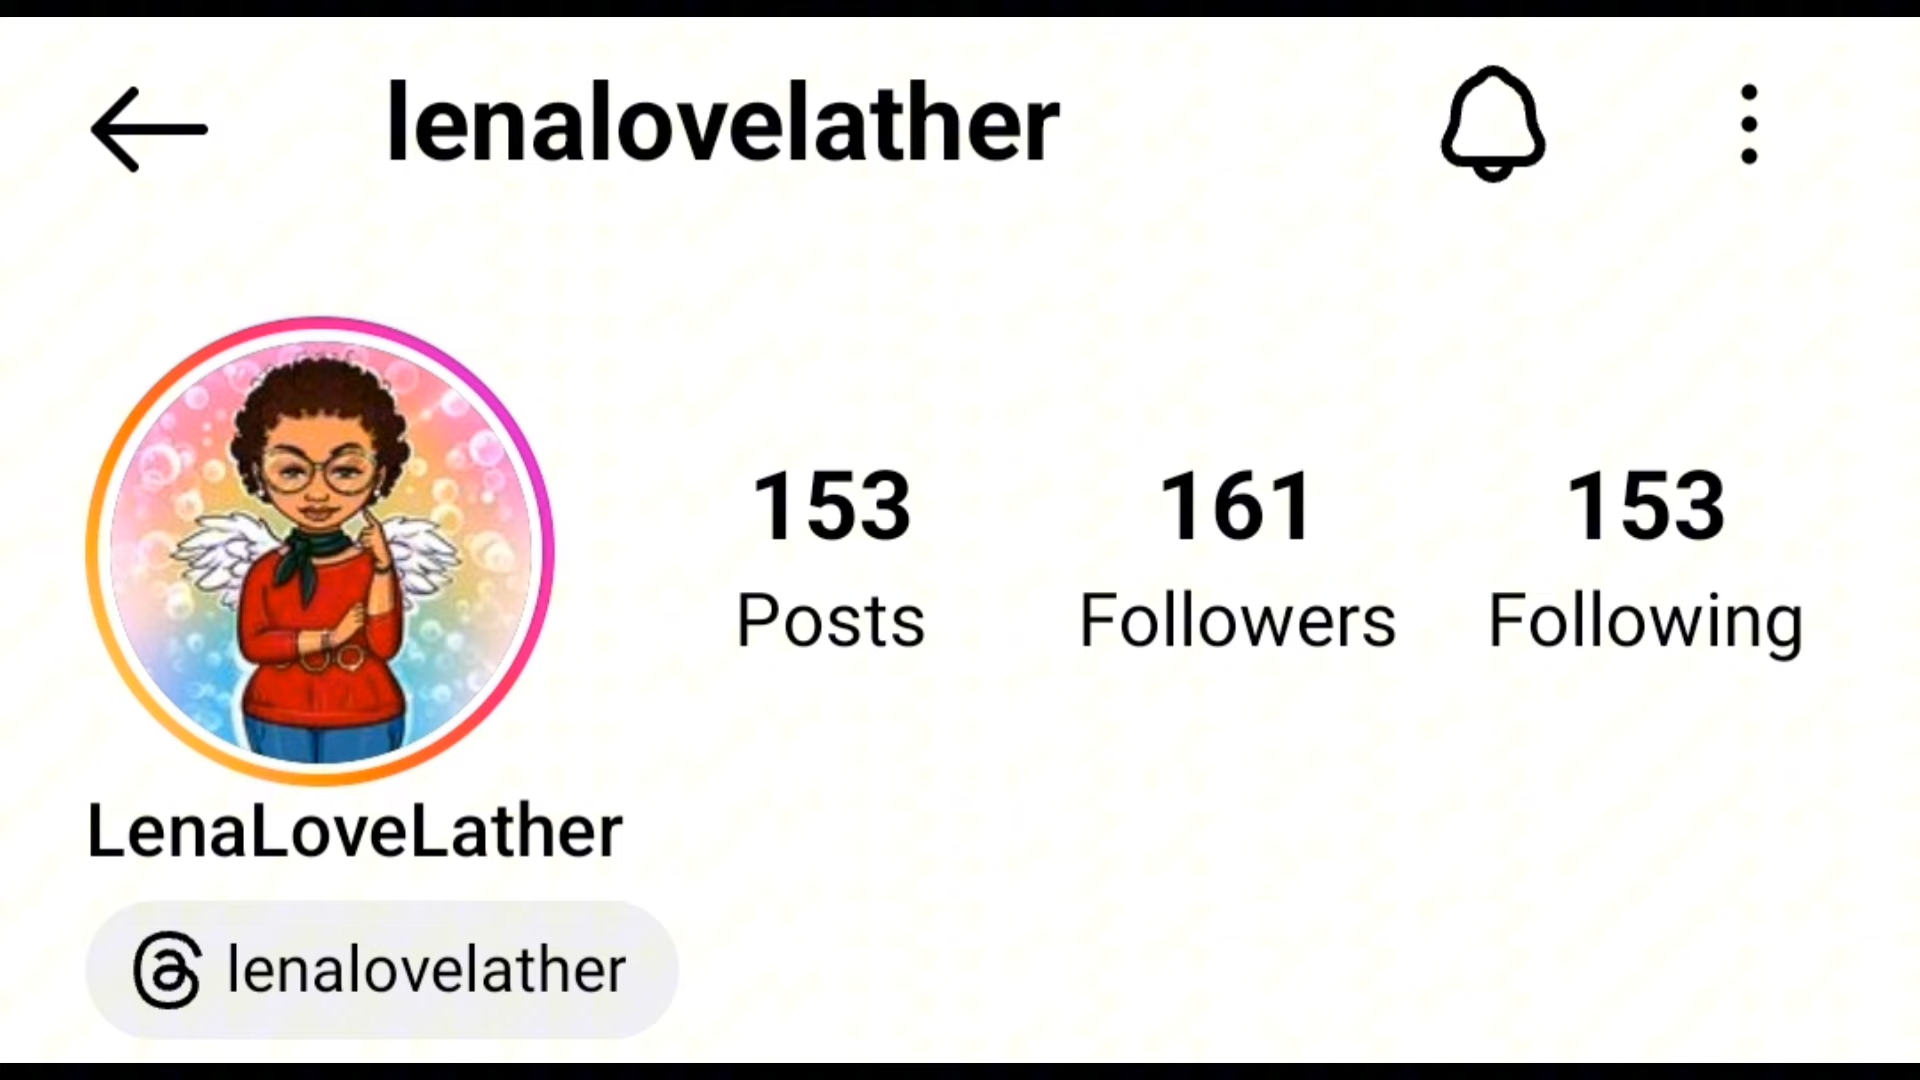 lenalovelather
153 161 153
Posts Followers Following
LenaLoveLather
lenalovelather